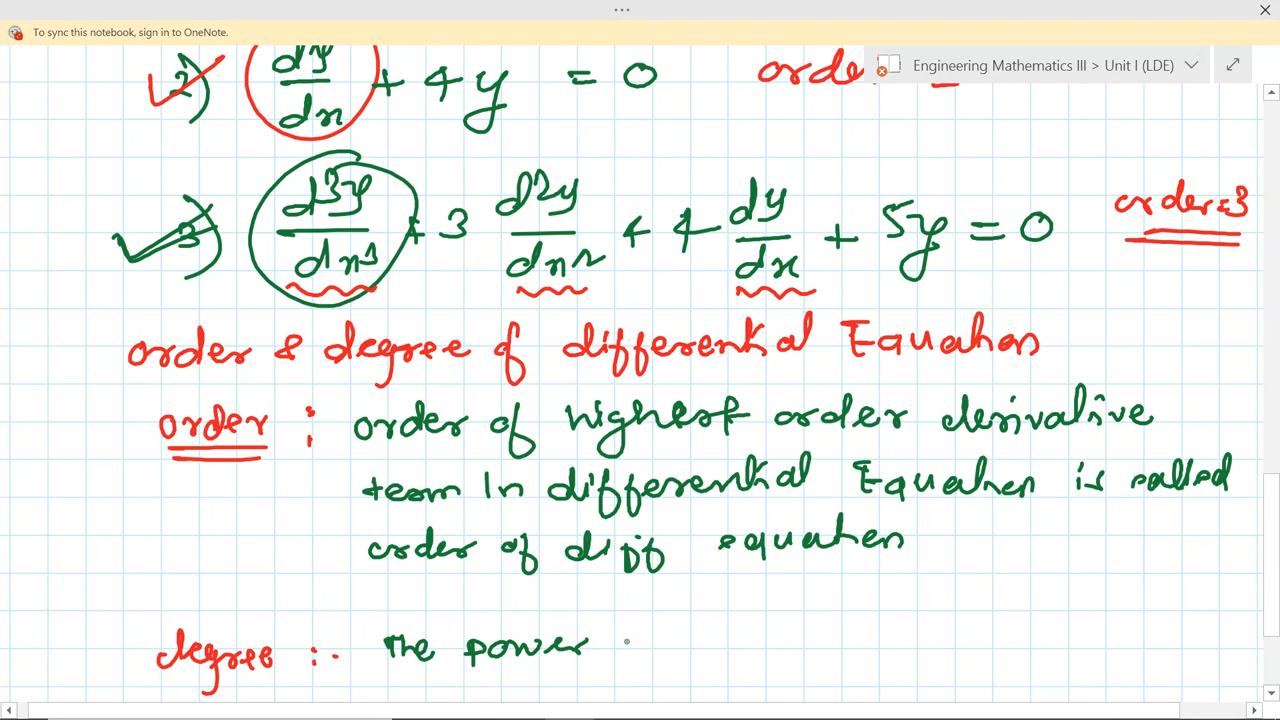 To sync this notebook, sign in to OneNote.
Engineering Mathematics III > Unit I (LDE)
2) dy/dx + 4y = 0
3) d³y/dx³ + 3 d²y/dx² + 4 dy/dx + 5y = 0 order=3
order & degree of differential Equation
order : order of highest order derivative
term in differential Equation is called
order of diff equation
degree :- The power